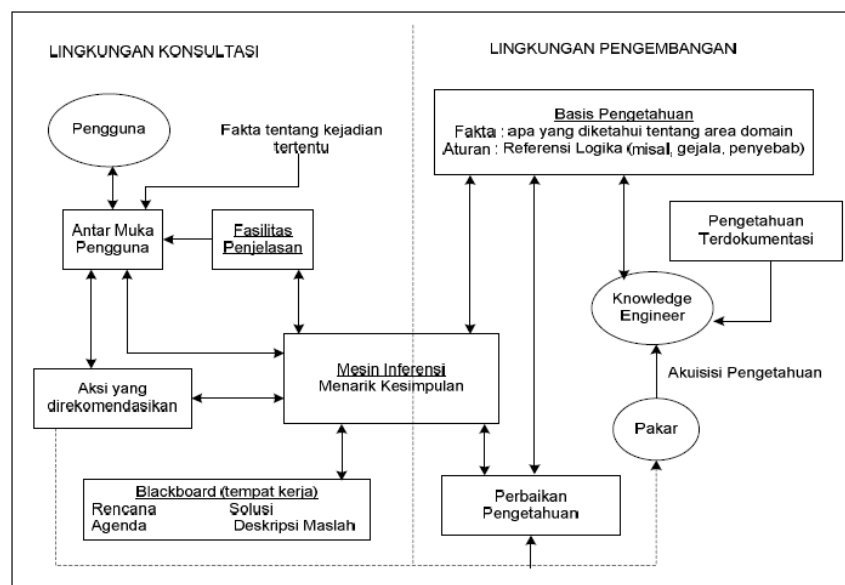 LINGKUNGAN KONSULTASI
LINGKUNGAN PENGEMBANGAN
Pengguna
Fakta tentang kejadian
tertentu
Basis Pengetahuan
Fakta : apa yang diketahui tentang area domain
Aturan : Referensi Logika (misal, gejala, penyebab)
Antar Muka
Pengguna
Fasilitas
Penjelasan
Pengetahuan
Terdokumentasi
Knowledge
Engineer
Mesin Inferensi
Menarik Kesimpulan
Aksi yang
direkomendasikan
Akuisisi Pengetahuan
Pakar
Blackboard (tempat kerja)
Rencana Solusi
Agenda Deskripsi Maslah
Perbaikan
Pengetahuan